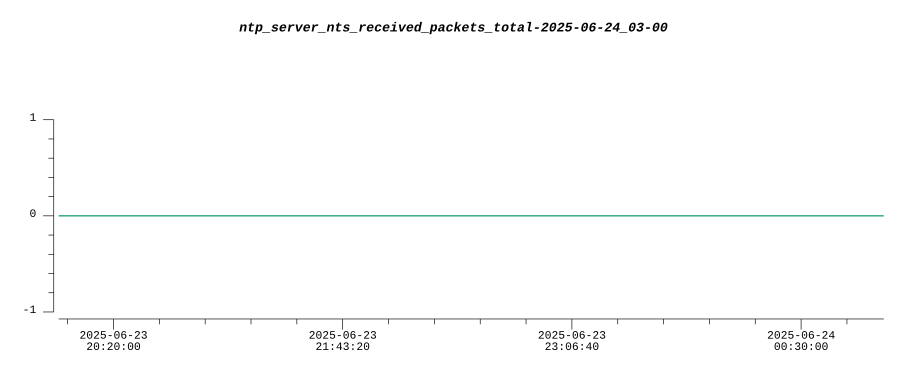 ntp_server_nts_received_packets_total-2025-06-24_03-00
1
0
-1
2025-06-23 2025-06-23 2025-06-23 2025-06-24
20:20:00 21:43:20 23:06:40 00:30:00